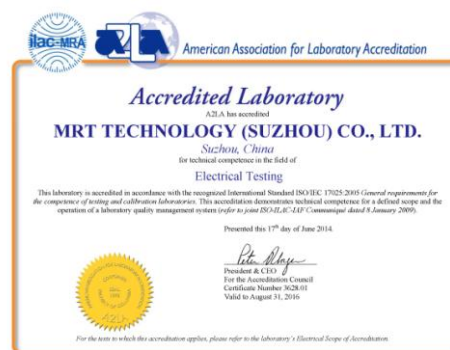 ilac-MRA
A2LA
American Association for Laboratory Accreditation
Accredited Laboratory
A2LA has accredited
MRT TECHNOLOGY (SUZHOU) CO., LTD.
Suzhou, China
for technical competence in the field of
Electrical Testing
This laboratory is accredited in accordance with the recognized International Standard ISO/IEC 17025:2005 General requirements for
the competence of testing and calibration laboratories. This accreditation demonstrates technical competence for a defined scope and the
operation of a laboratory quality management system (refer to joint ISO-ILAC-IAF Communiqué dated 8 January 2009).
Presented this 17th day of June 2014.
President & CEO
For the Accreditation Council
Certificate Number 3628.01
Valid to August 31, 2016
A2LA
For the tests to which this accreditation applies, please refer to the laboratory's Electrical Scope of Accreditation.